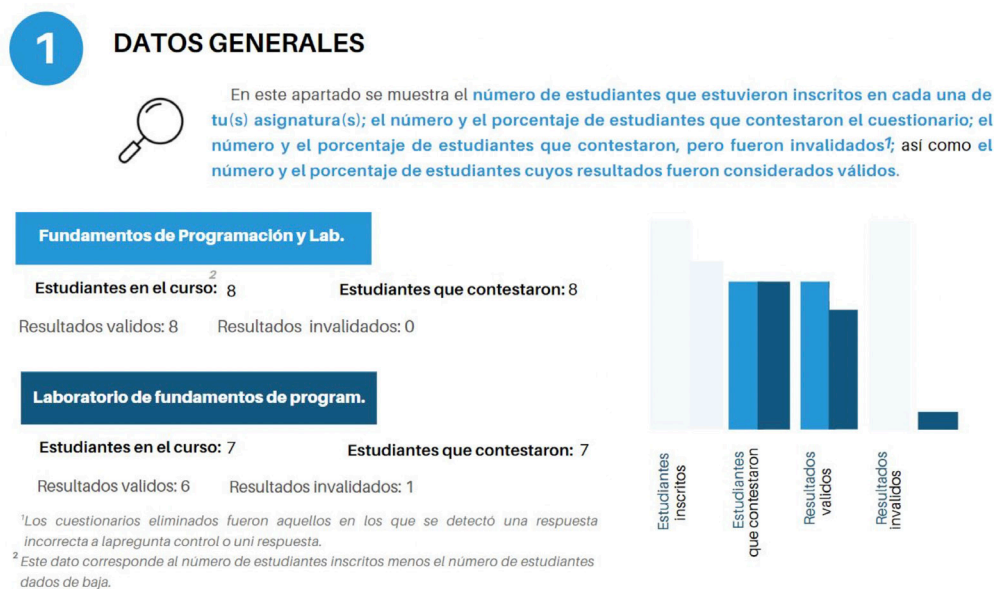 1
DATOS GENERALES
En este apartado se muestra el número de estudiantes que estuvieron inscritos en cada una de
tu(s) asignatura(s); el número y el porcentaje de estudiantes que contestaron el cuestionario; el
número y el porcentaje de estudiantes que contestaron, pero fueron invalidados1; así como el
número y el porcentaje de estudiantes cuyos resultados fueron considerados válidos.
Fundamentos de Programación y Lab.
Estudiantes en el curso:2 8 Estudiantes que contestaron: 8
Resultados validos: 8 Resultados invalidados: 0
Laboratorio de fundamentos de program.
Estudiantes en el curso: 7 Estudiantes que contestaron: 7
Resultados validos: 6 Resultados invalidados: 1
1Los cuestionarios eliminados fueron aquellos en los que se detectó una respuesta
incorrecta a lapregunta control o uni respuesta.
2 Este dato corresponde al número de estudiantes inscritos menos el número de estudiantes
dados de baja.
Estudiantes
inscritos
Estudiantes
que contestaron
Resultados
validos
Resultados
invalidos